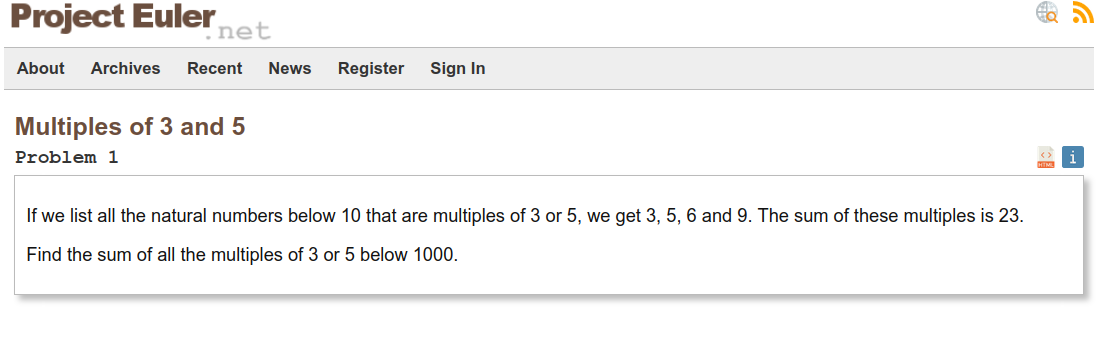 Project Euler
.net
About Archives Recent News Register Sign In
Multiples of 3 and 5
Problem 1
<> HTML i
If we list all the natural numbers below 10 that are multiples of 3 or 5, we get 3, 5, 6 and 9. The sum of these multiples is 23.
Find the sum of all the multiples of 3 or 5 below 1000.